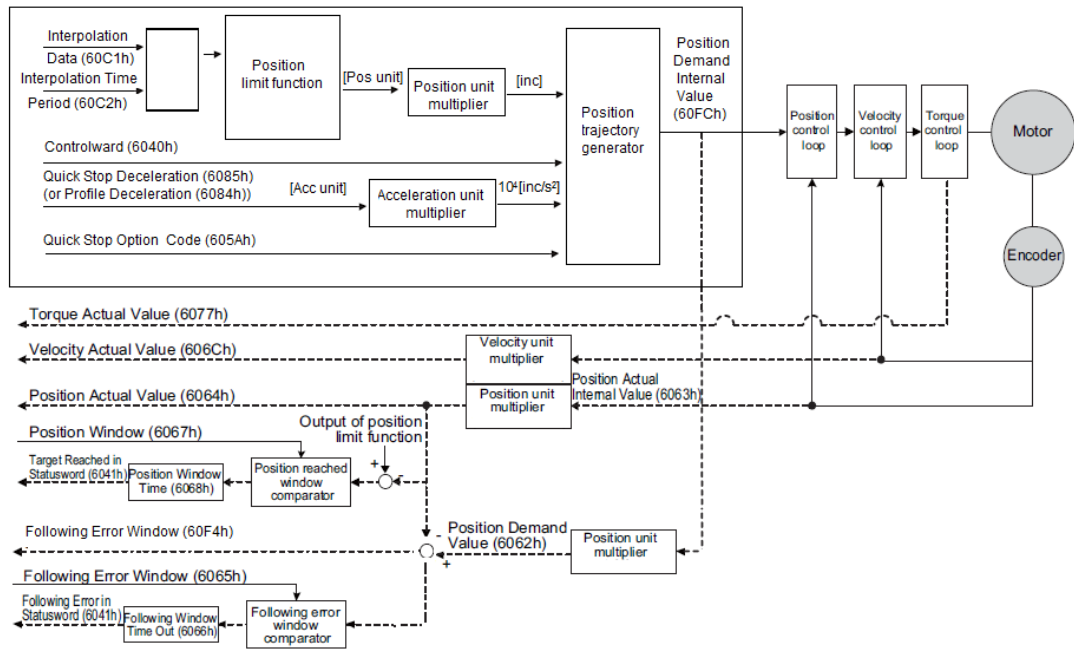 Interpolation
Data (60C1h)
Interpolation Time
Period (60C2h)
Position
limit function
[Pos unit]
Position unit
multiplier
[inc]
Position
trajectory
generator
Position
Demand
Internal
Value
(60FCh)
Position
control
loop
Velocity
control
loop
Torque
control
loop
Motor
Encoder
Controlward (6040h)
Quick Stop Deceleration (6085h)
(or Profile Deceleration (6084h))
[Acc unit]
Acceleration unit
multiplier
10⁴[inc/s²]
Quick Stop Option Code (605Ah)
Torque Actual Value (6077h)
Velocity Actual Value (606Ch)
Velocity unit
multiplier
Position Actual Value (6064h)
Position unit
multiplier
Position Actual
Internal Value (6063h)
Position Window (6067h)
Output of position
limit function
+
-
Target Reached in
Statusword (6041h)
Position Window
Time (6068h)
Position reached
window
comparator
Following Error Window (60F4h)
-
+
Position Demand
Value (6062h)
Position unit
multiplier
Following Error Window (6065h)
Following Error in
Statusword (6041h)
Following Window
Time Out (6066h)
Following error
window
comparator